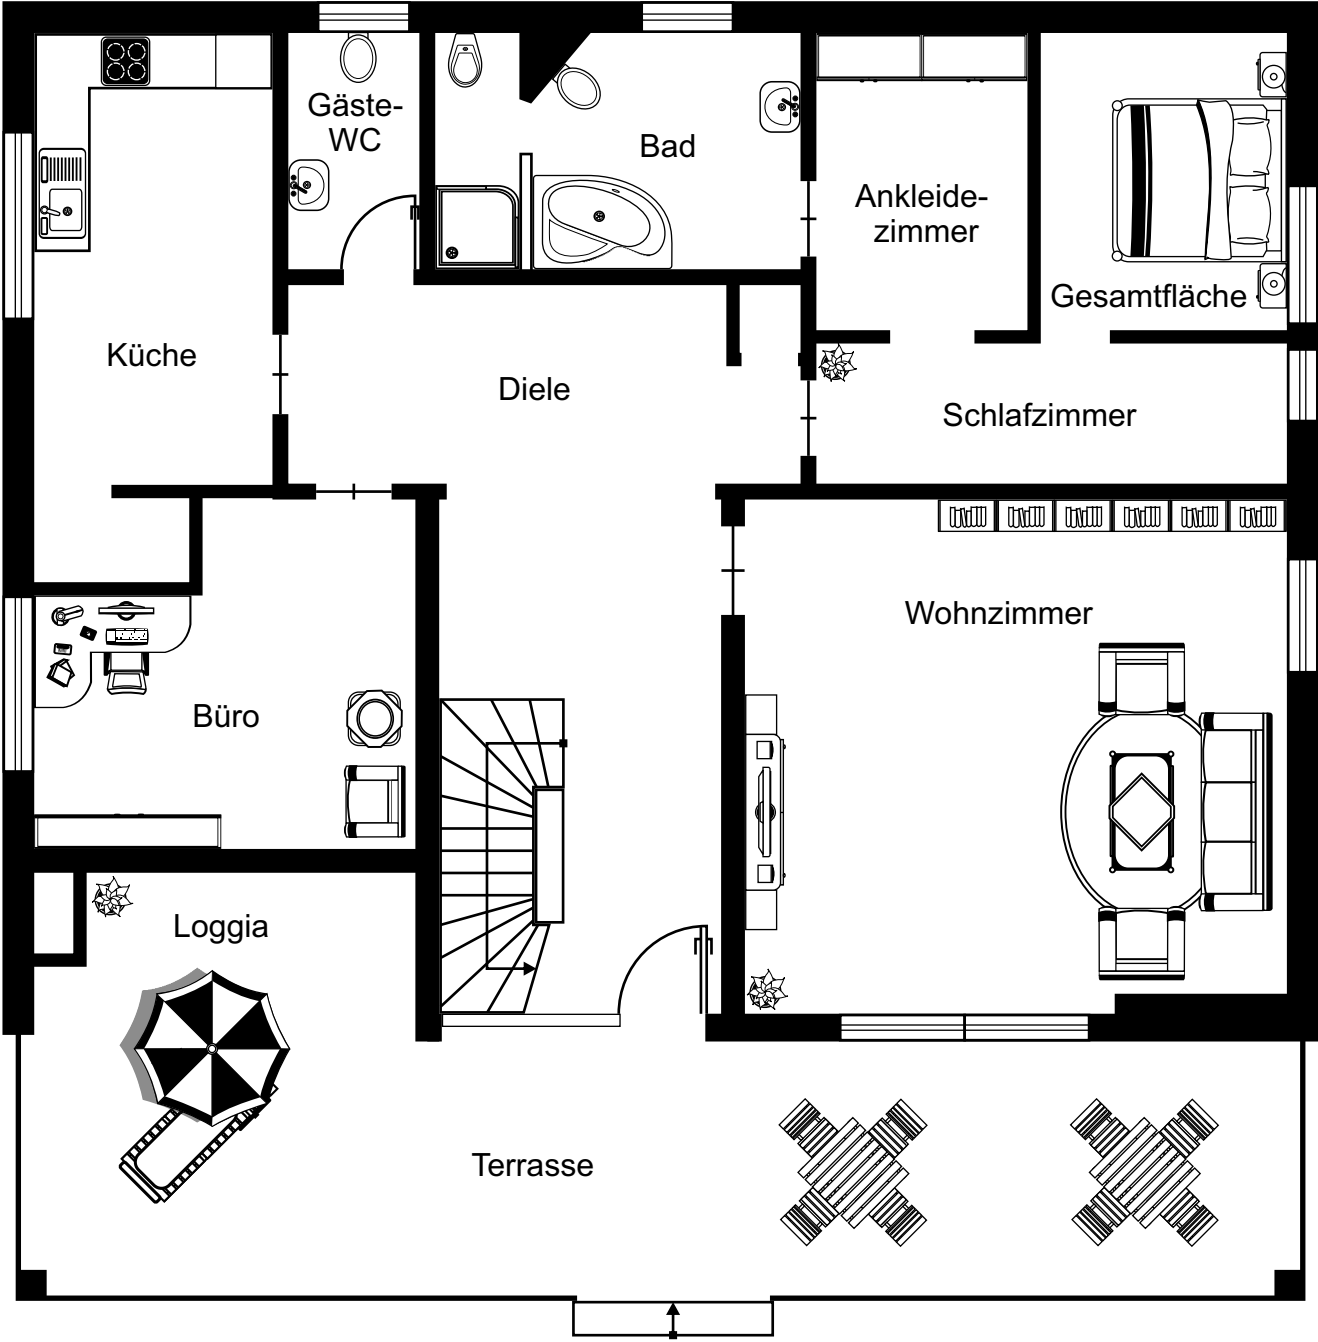 Gäste-
WC
Bad
Ankleide-
zimmer
Gesamtfläche
Küche
Diele
Schlafzimmer
Wohnzimmer
Büro
Loggia
Terrasse